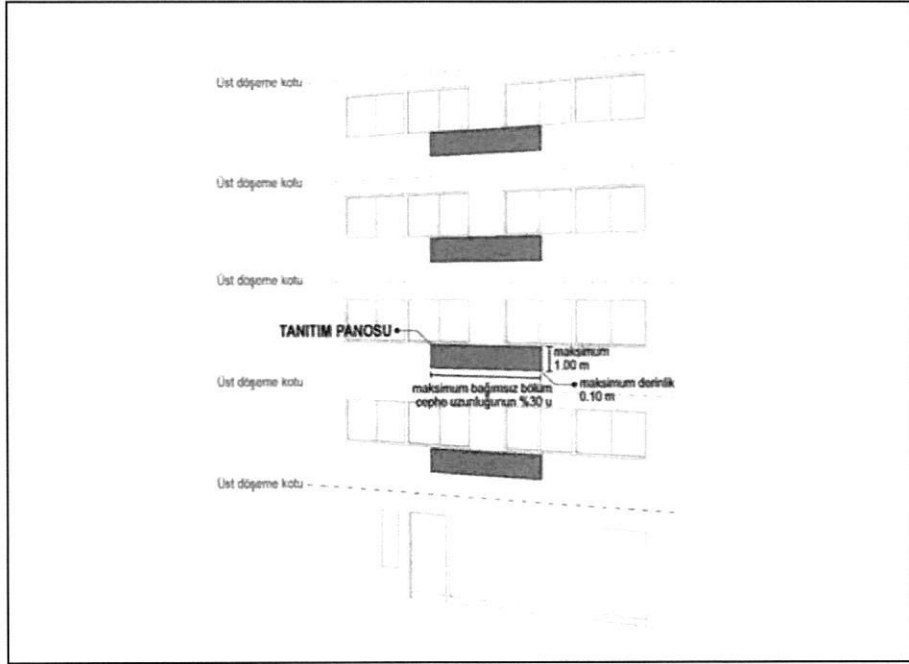 Üst döşeme kotu
Üst döşeme kotu
Üst döşeme kotu
TANITIM PANOSU
maksimum
1.00 m
maksimum derinlik
0.10 m
maksimum bağımsız bölüm
cephe uzunluğunun %30 u
Üst döşeme kotu
Üst döşeme kotu